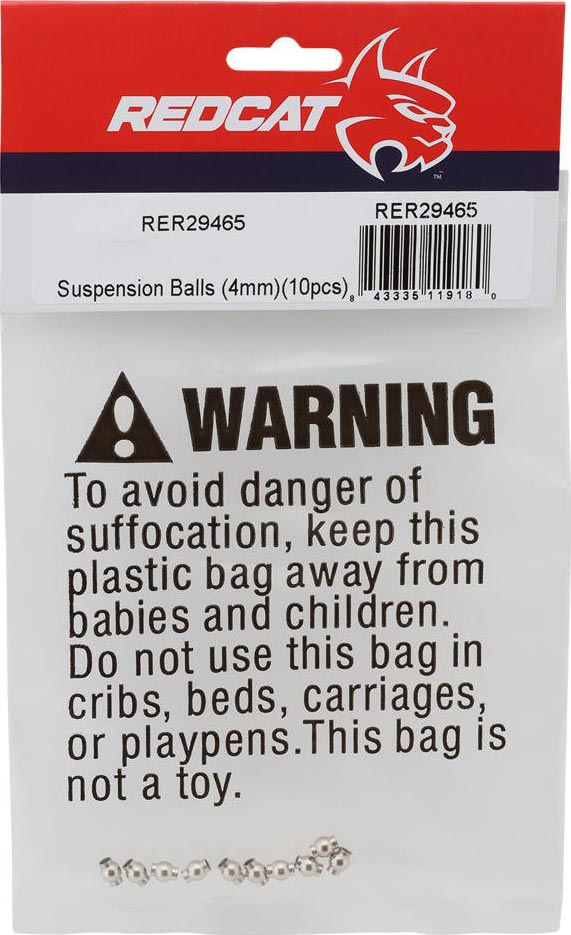 REDCAT
TM
RER29465
RER29465
Suspension Balls (4mm)(10pcs)
8 43335 11918 0
WARNING
To avoid danger of
suffocation, keep this
plastic bag away from
babies and children.
Do not use this bag in
cribs, beds, carriages,
or playpens.This bag is
not a toy.